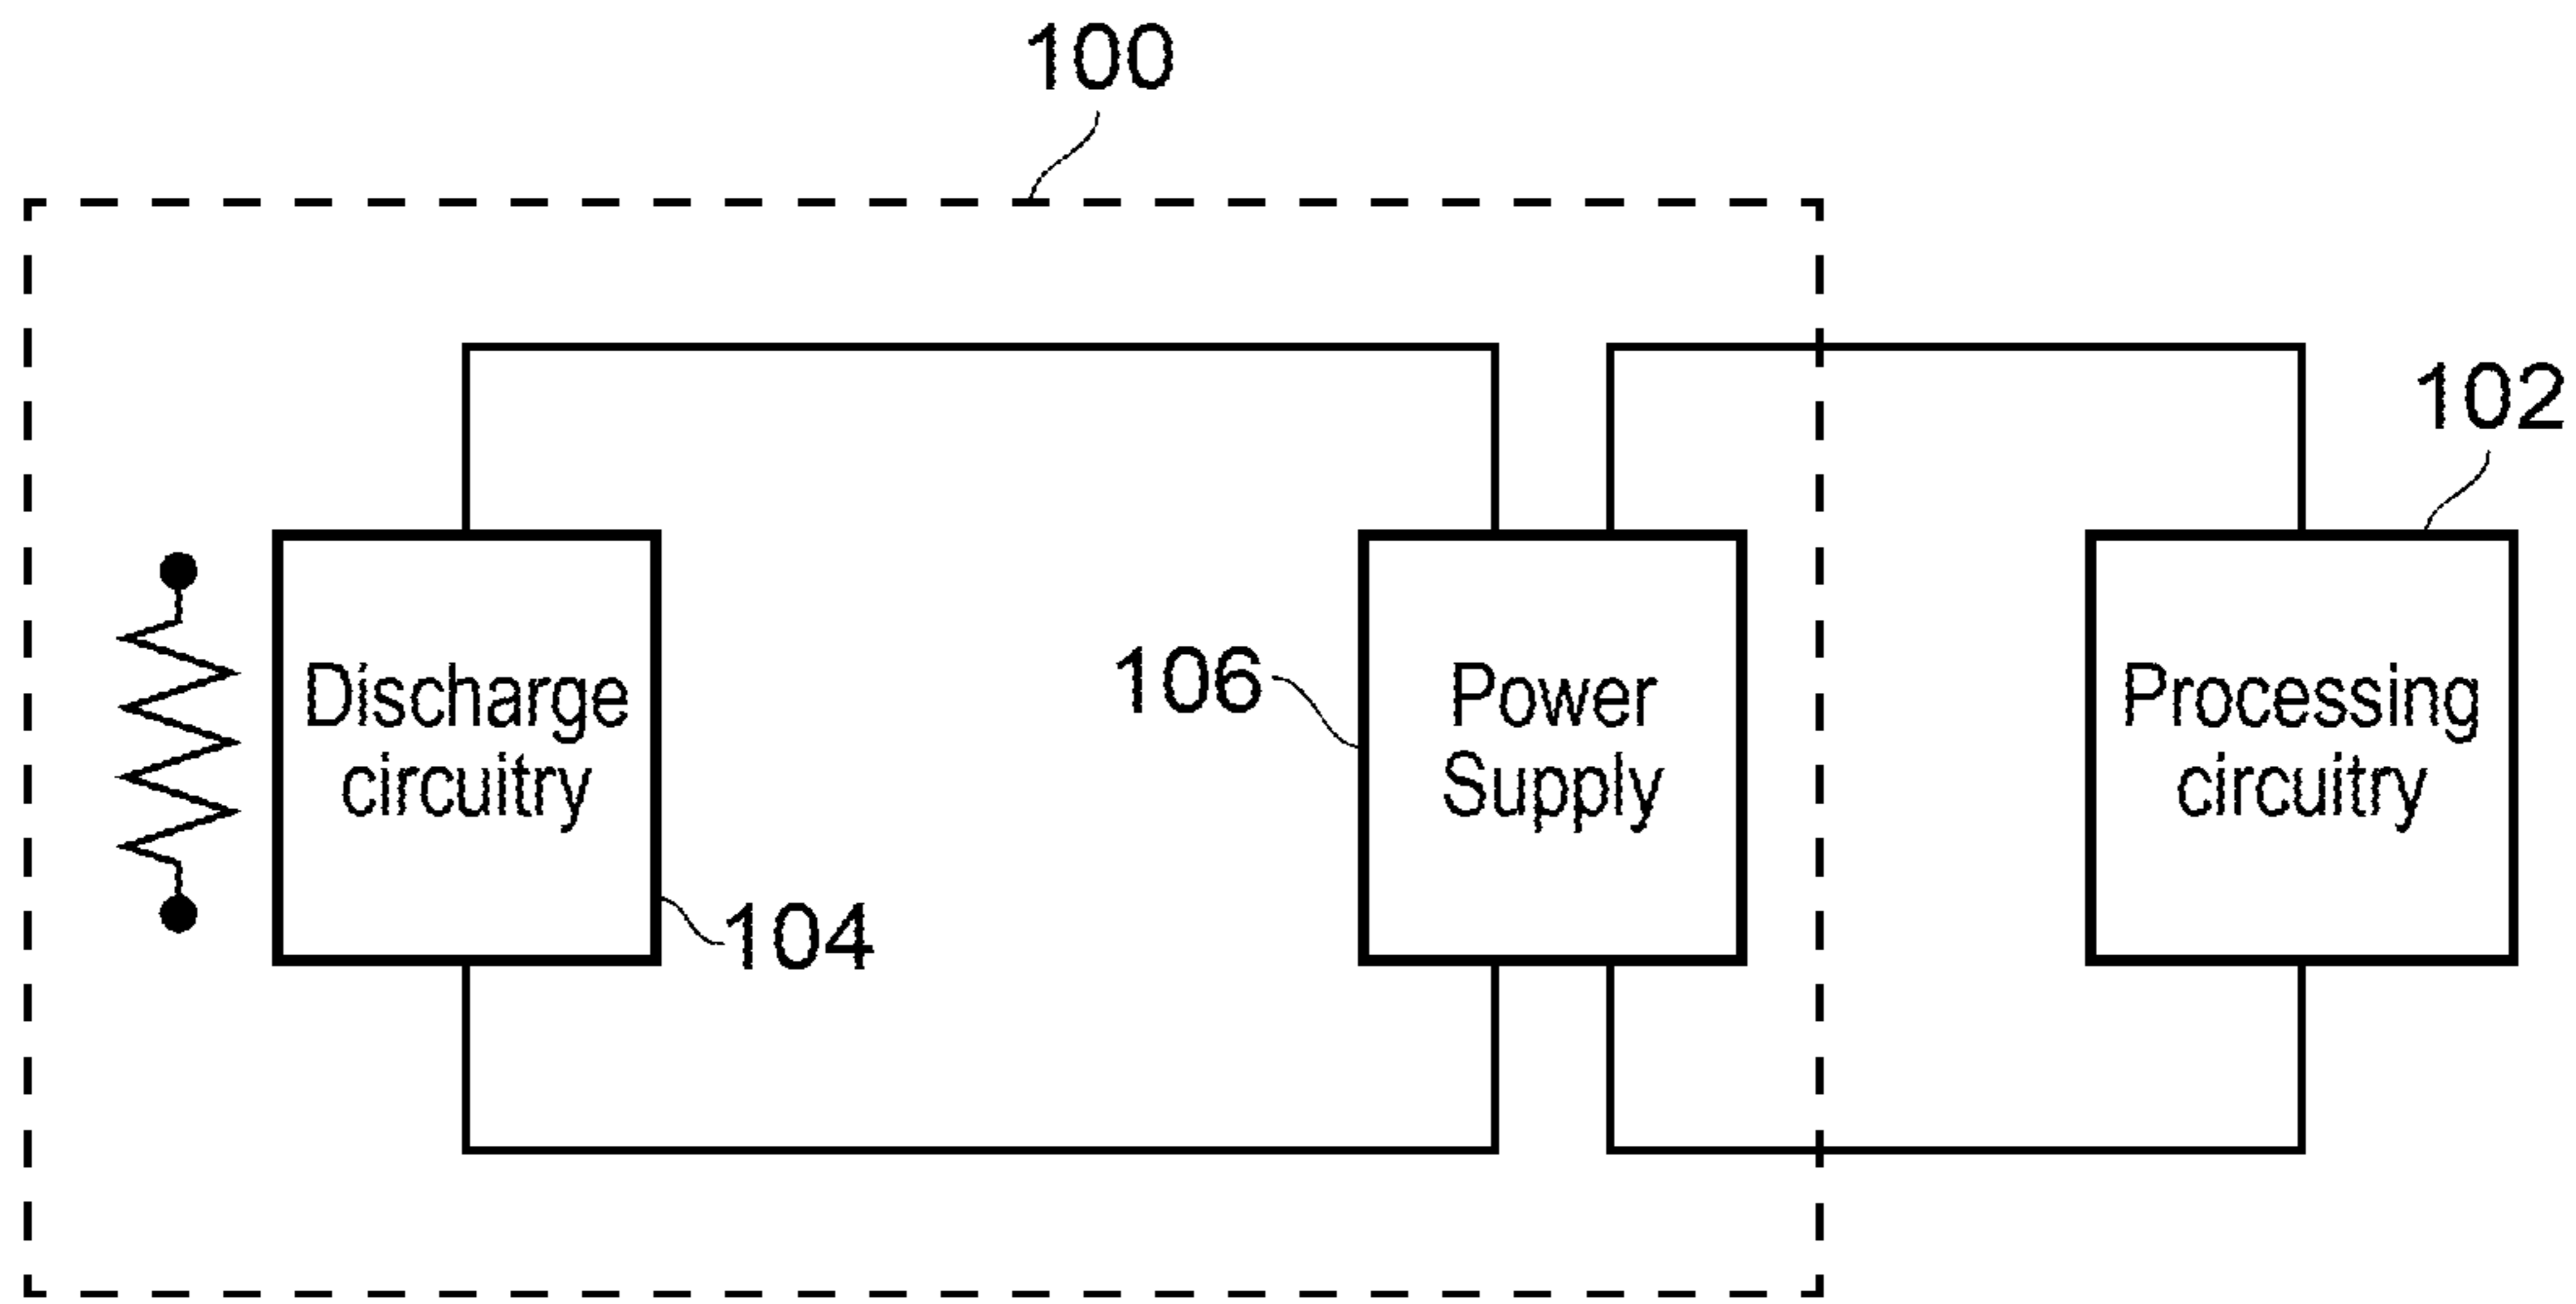 100
102
Discharge
circuitry
104
106
Power
Supply
Processing
circuitry